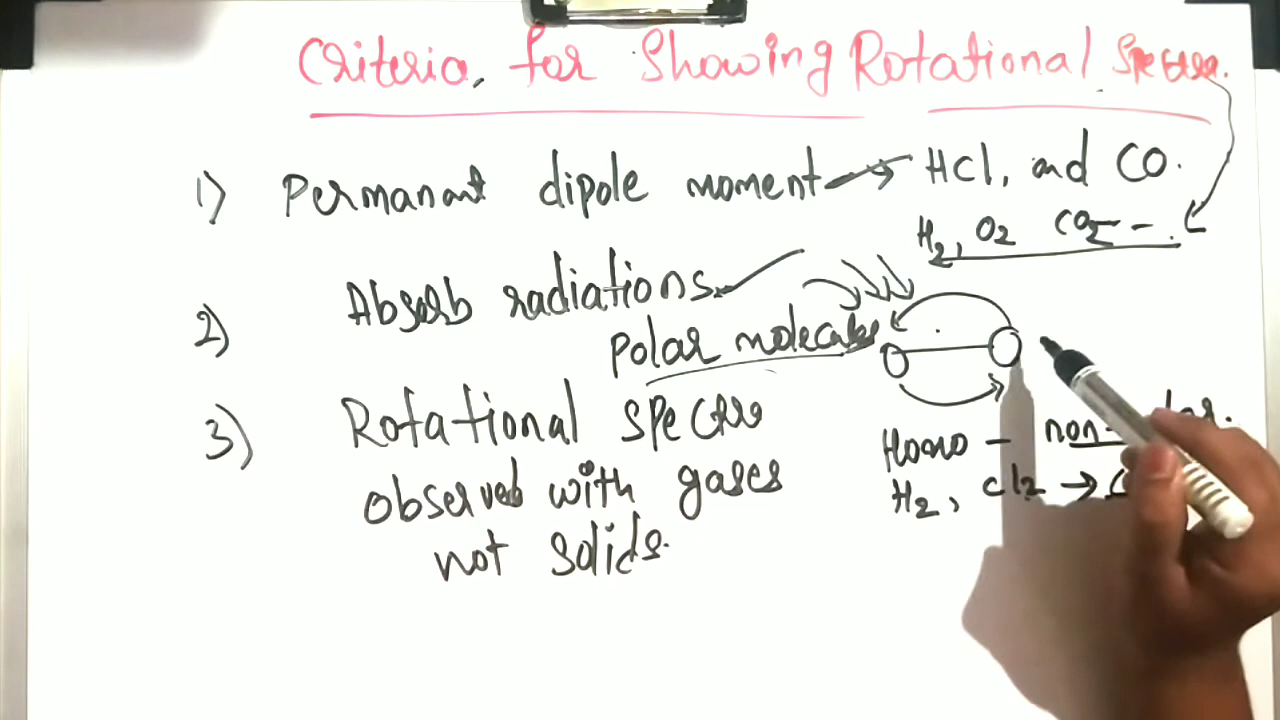 Criteria for Showing Rotational Spectra.
1) Permanant dipole moment → HCl, and CO.
H2, O2 CO2 - .
2) Absorb radiations.
Polar molecules
3) Rotational Spectra
observed with gases
not Solids.
Homo - non-
H2, Cl2 →